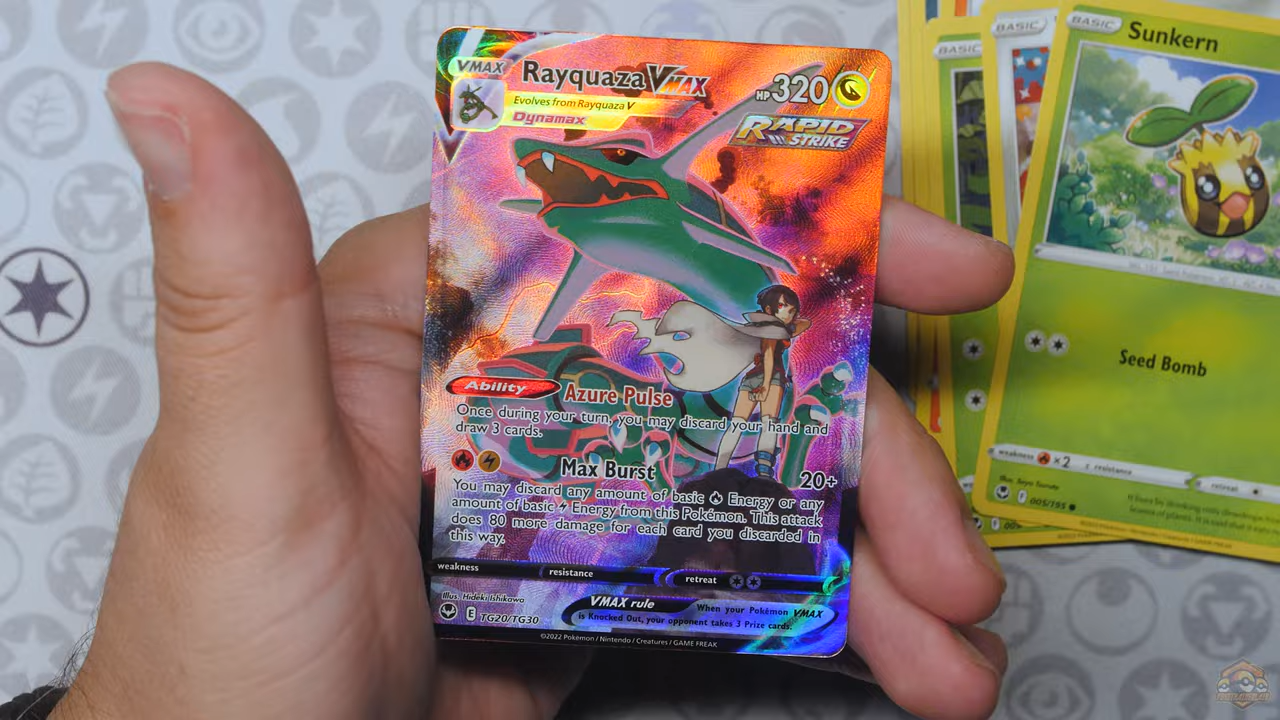 VMAX
Rayquaza VMAX
HP 320
Evolves from Rayquaza V
Dynamax
RAPID
STRIKE
Ability Azure Pulse
Once during your turn, you may discard your hand and
draw 3 cards.
Max Burst 20+
You may discard any amount of basic Energy or any
amount of basic Energy from this Pokémon. This attack
does 80 more damage for each card you discarded in
this way.
weakness resistance retreat
Illus. Hideki Ishikawa
E TG20/TG30
VMAX rule When your Pokémon VMAX
is Knocked Out, your opponent takes 3 Prize cards.
©2022 Pokémon / Nintendo / Creatures / GAME FREAK
BASIC
BASIC
BASIC Sunkern
Seed Bomb
weakness ×2 resistance retreat
005/195